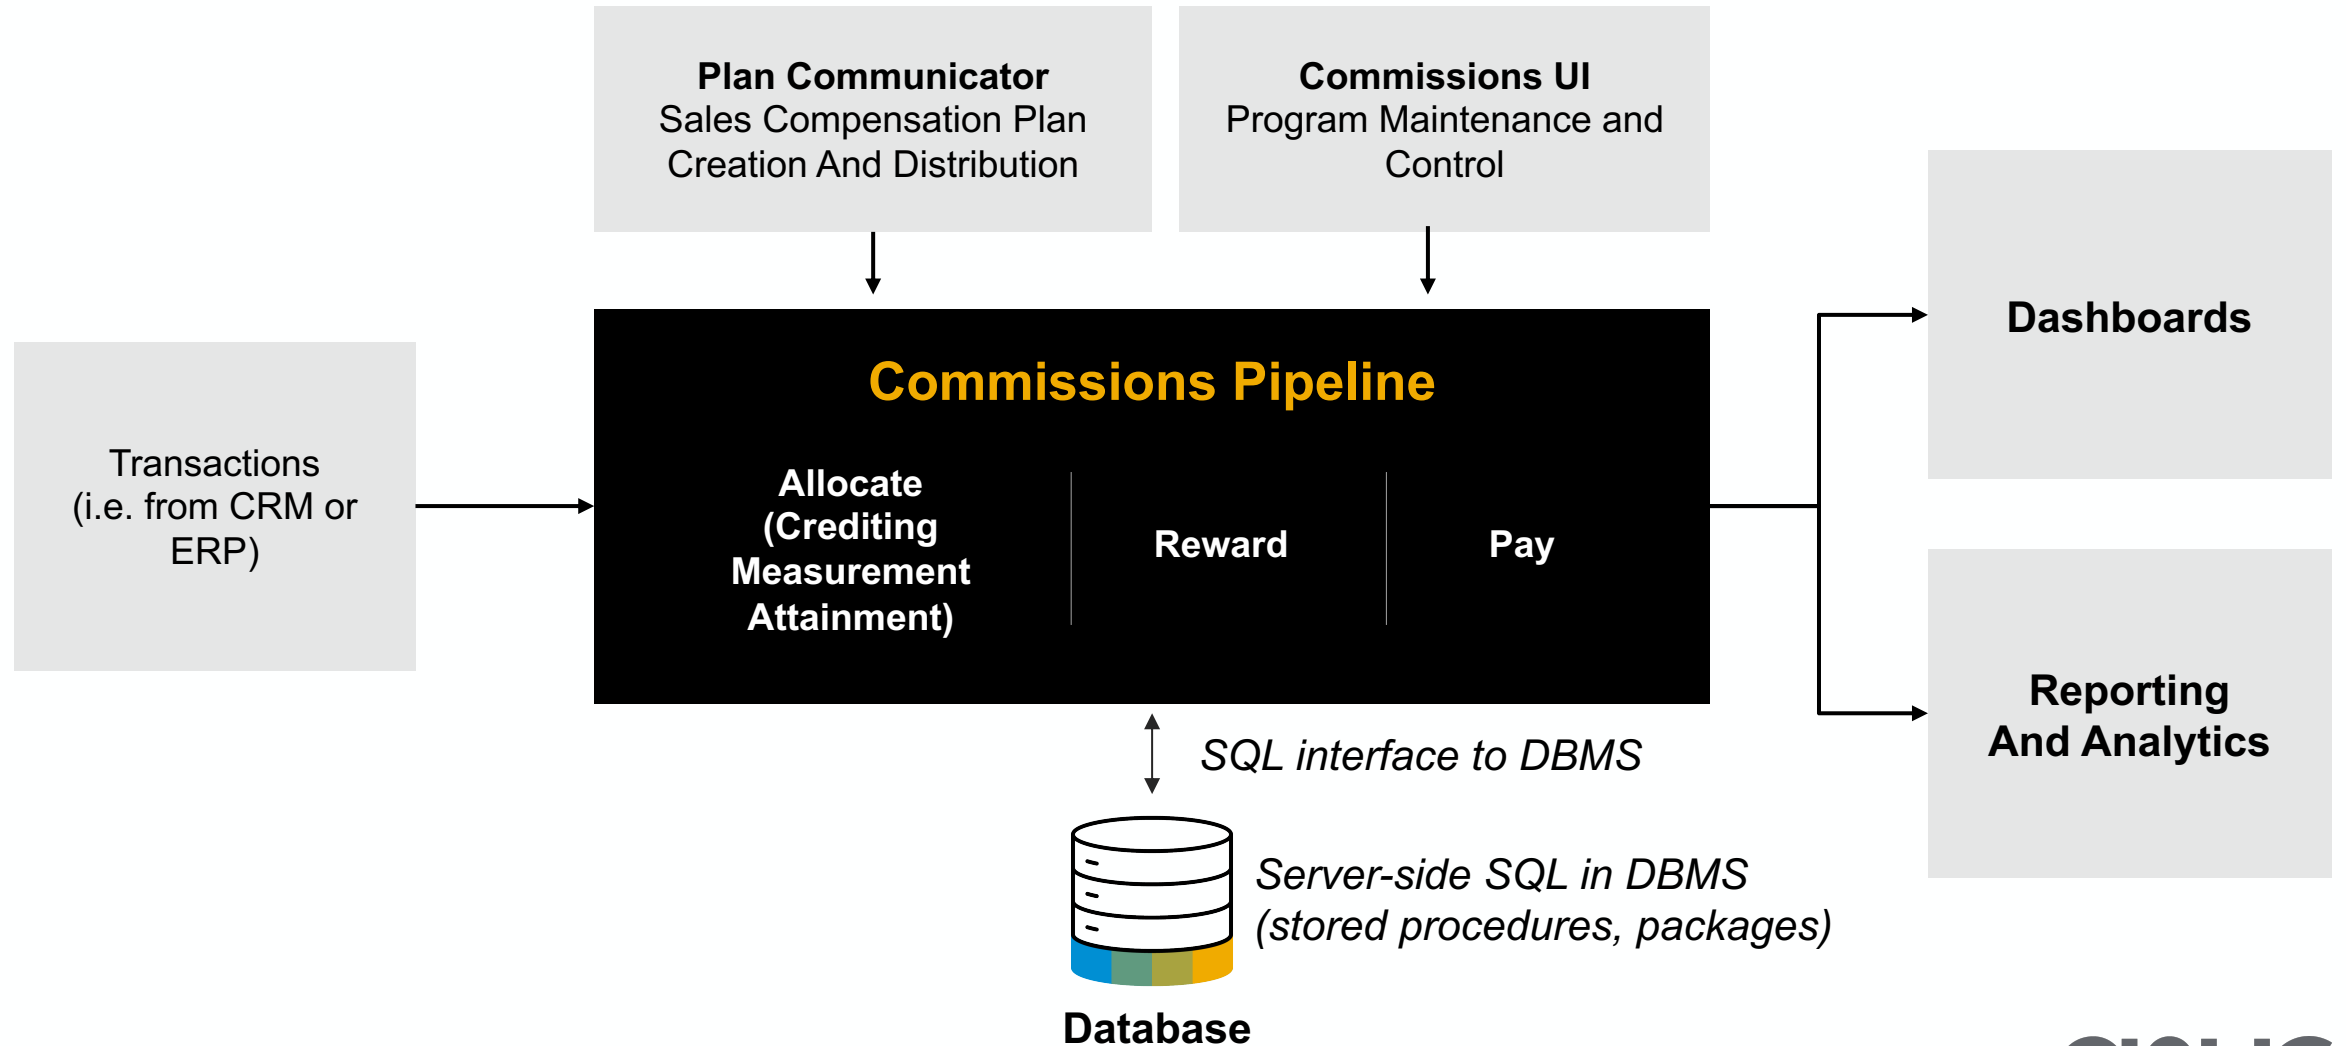 Plan Communicator
Sales Compensation Plan
Creation And Distribution
Commissions UI
Program Maintenance and
Control
Transactions
(i.e. from CRM or
ERP)
Commissions Pipeline
Allocate
(Crediting
Measurement
Attainment)
Reward
Pay
Dashboards
Reporting
And Analytics
SQL interface to DBMS
Server-side SQL in DBMS
(stored procedures, packages)
Database